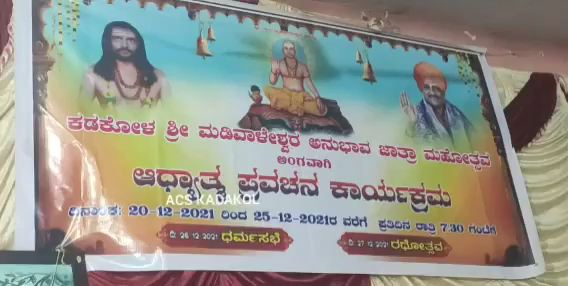 ಕಡಕೋಳ ಶ್ರೀ ಮಡಿವಾಳೇಶ್ವರ ಅನುಭಾವ ಜಾತ್ರಾ ಮಹೋತ್ಸವ
ಅಂಗವಾಗಿ
ಆಧ್ಯಾತ್ಮ ಪ್ರವಚನ ಕಾರ್ಯಕ್ರಮ
ACS KADAKOL
ದಿನಾಂಕ: 20-12-2021 ರಿಂದ 25-12-2021ರ ವರೆಗೆ ಪ್ರತಿದಿನ ರಾತ್ರಿ 7.30 ಗಂಟೆಗೆ
ದಿ. 26.12.2021 ಧರ್ಮಸಭೆ
ದಿ. 27.12.2021 ರಥೋತ್ಸವ